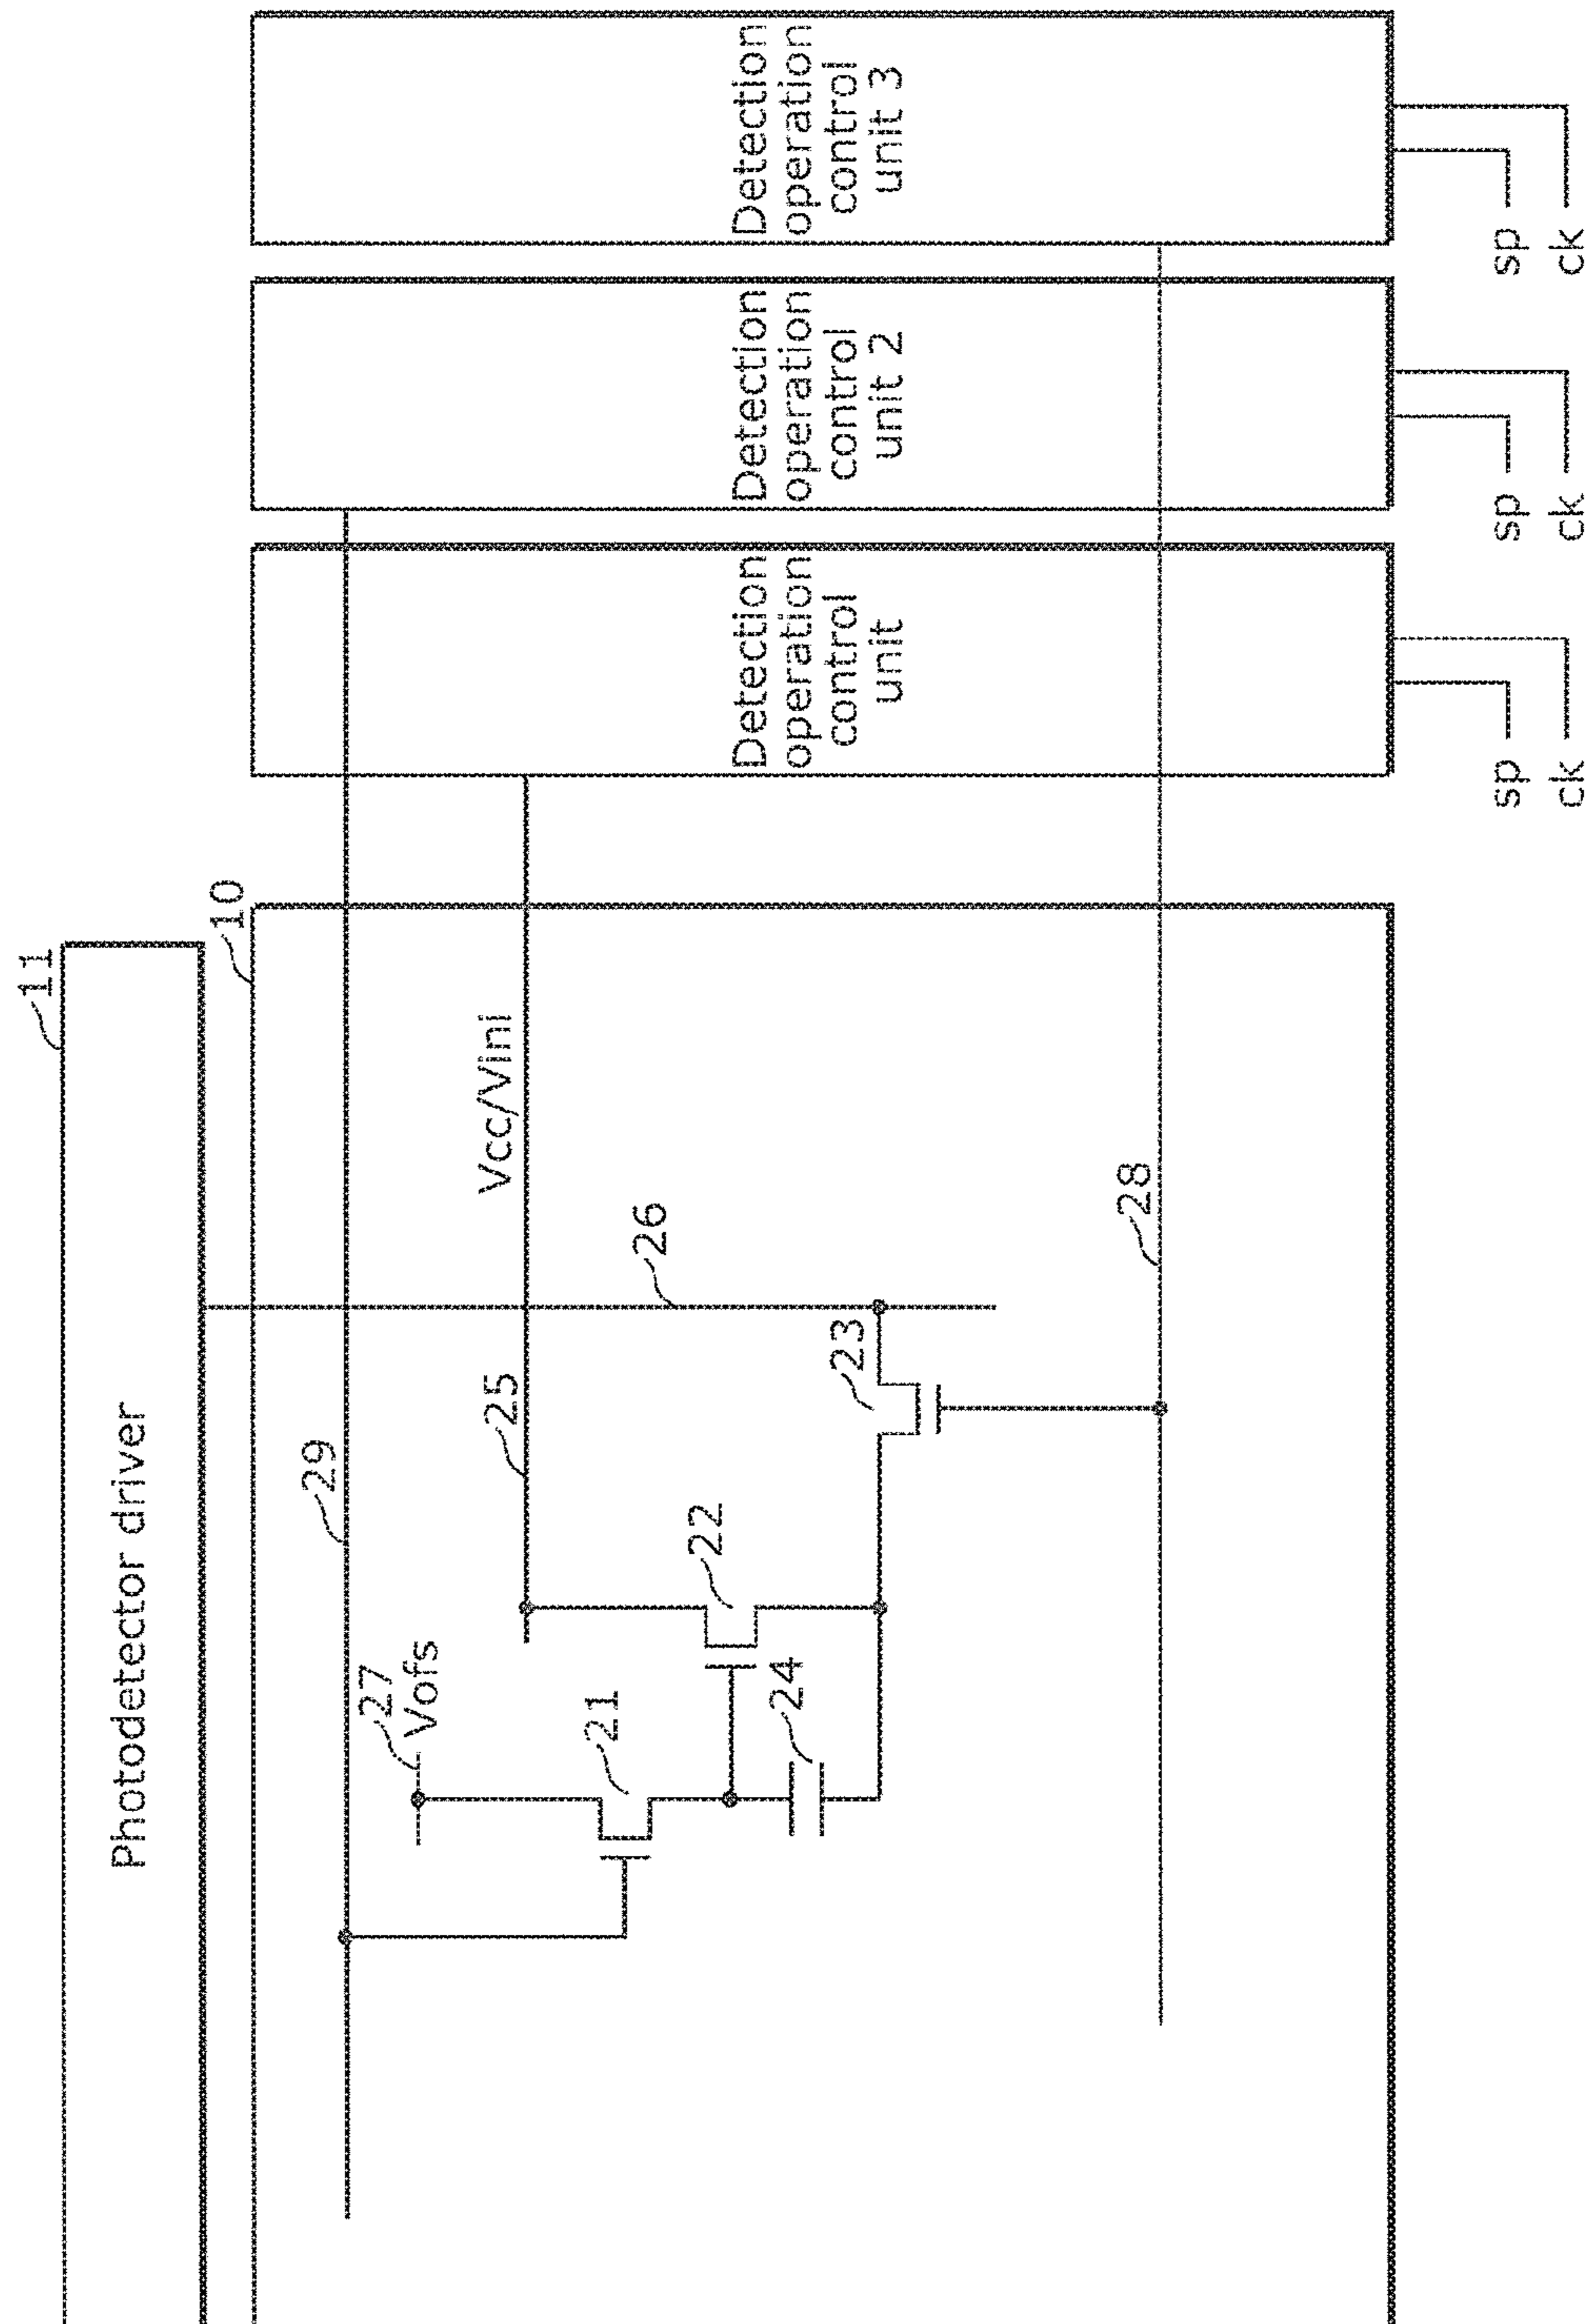 Photodetector driver
11
10
29
27
Vofs
25
Vcc/Vini
21
22
24
26
23
28
Detection
operation
control
unit
sp
ck
Detection
operation
control
unit 2
sp
ck
Detection
operation
control
unit 3
sp
ck